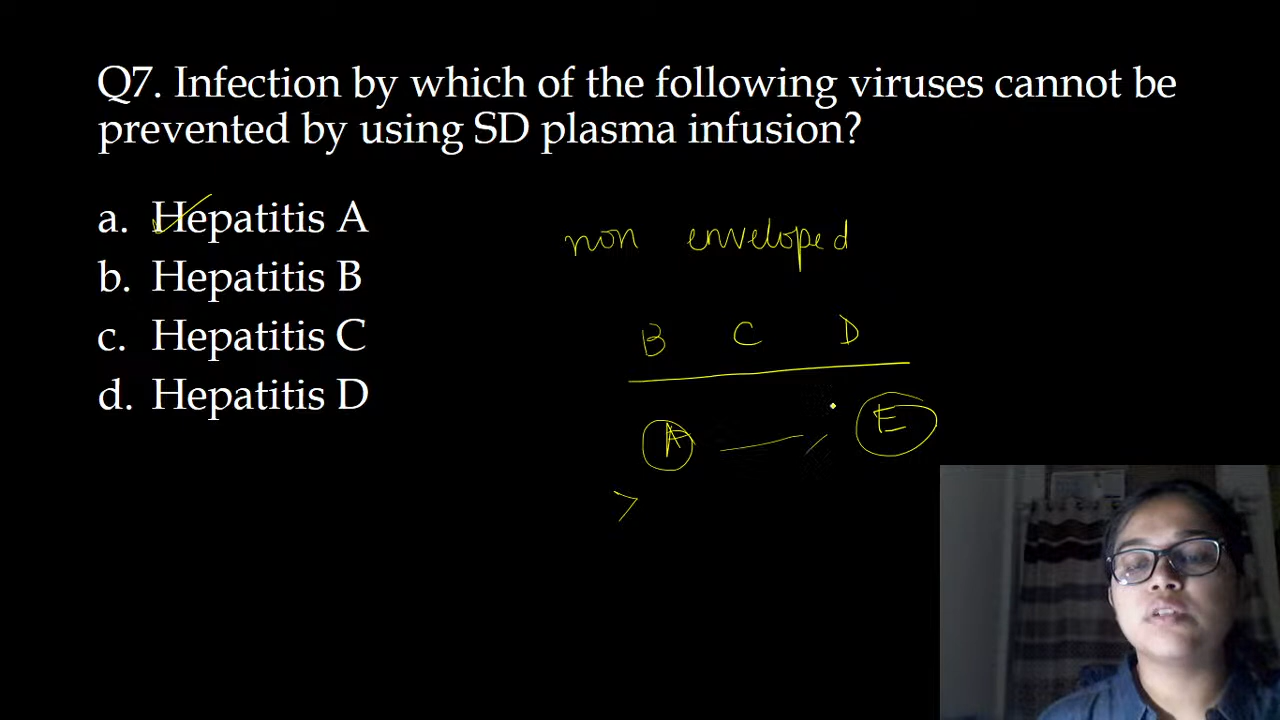 Q7. Infection by which of the following viruses cannot be
prevented by using SD plasma infusion?
a. Hepatitis A
b. Hepatitis B
c. Hepatitis C
d. Hepatitis D
non enveloped
B C D
A E
>